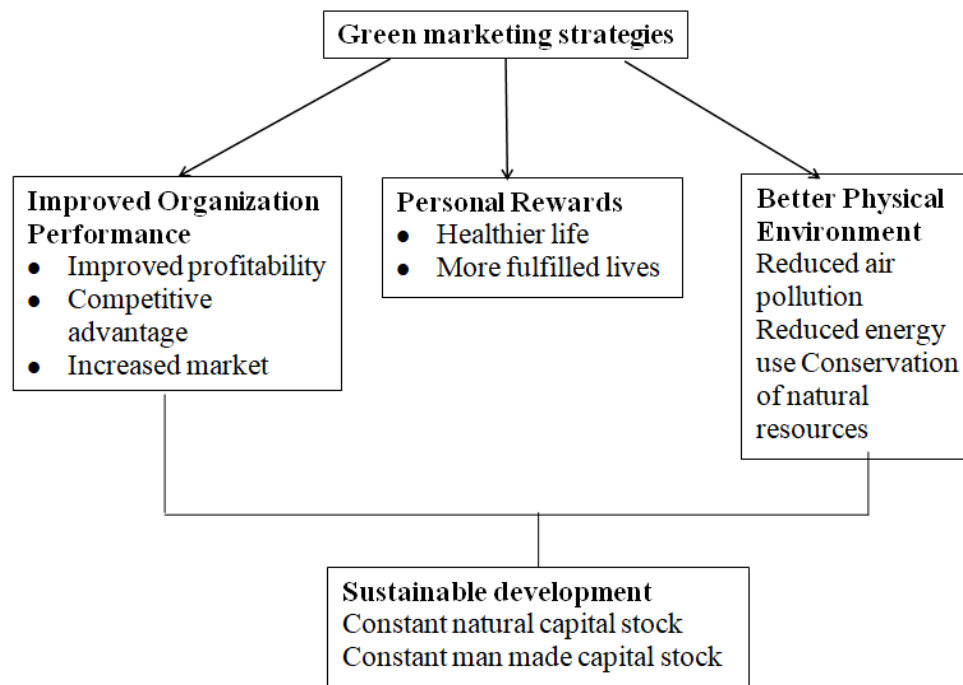 Green marketing strategies
Improved Organization
Performance
● Improved profitability
● Competitive
advantage
● Increased market
Personal Rewards
● Healthier life
● More fulfilled lives
Better Physical
Environment
Reduced air
pollution
Reduced energy
use Conservation
of natural
resources
Sustainable development
Constant natural capital stock
Constant man made capital stock